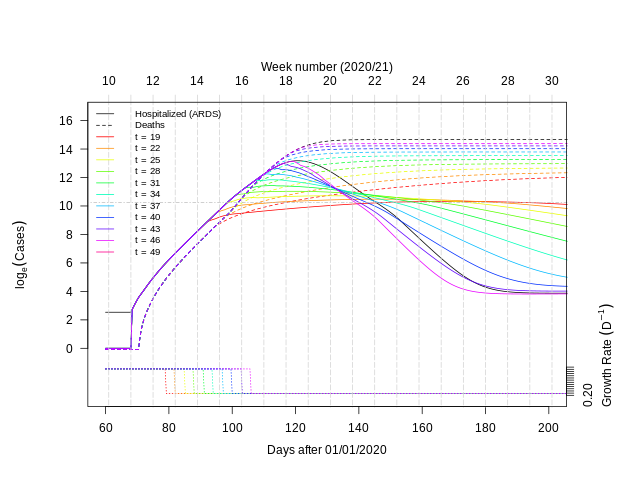 Week number (2020/21)
10 12 14 16 18 20 22 24 26 28 30
Hospitalized (ARDS)
Deaths
t = 19
t = 22
t = 25
t = 28
t = 31
t = 34
t = 37
t = 40
t = 43
t = 46
t = 49
16
14
12
10
8
6
4
2
0
logₑ(Cases)
0.20
Growth Rate (D⁻¹)
60 80 100 120 140 160 180 200
Days after 01/01/2020